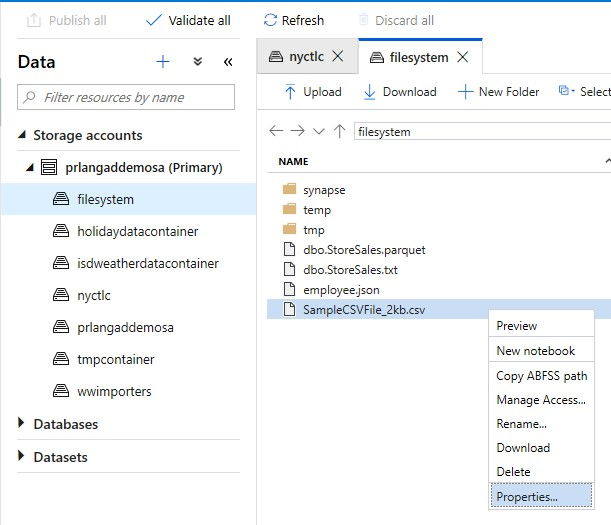 Publish all Validate all Refresh Discard all
Data
Filter resources by name
Storage accounts
prlangaddemosa (Primary)
filesystem
holidaydatacontainer
isdweatherdatacontainer
nyctlc
prlangaddemosa
tmpcontainer
wwimporters
Databases
Datasets
nyctlc filesystem
Upload Download New Folder Select
filesystem
NAME
synapse
temp
tmp
dbo.StoreSales.parquet
dbo.StoreSales.txt
employee.json
SampleCSVFile_2kb.csv
Preview
New notebook
Copy ABFSS path
Manage Access...
Rename...
Download
Delete
Properties...